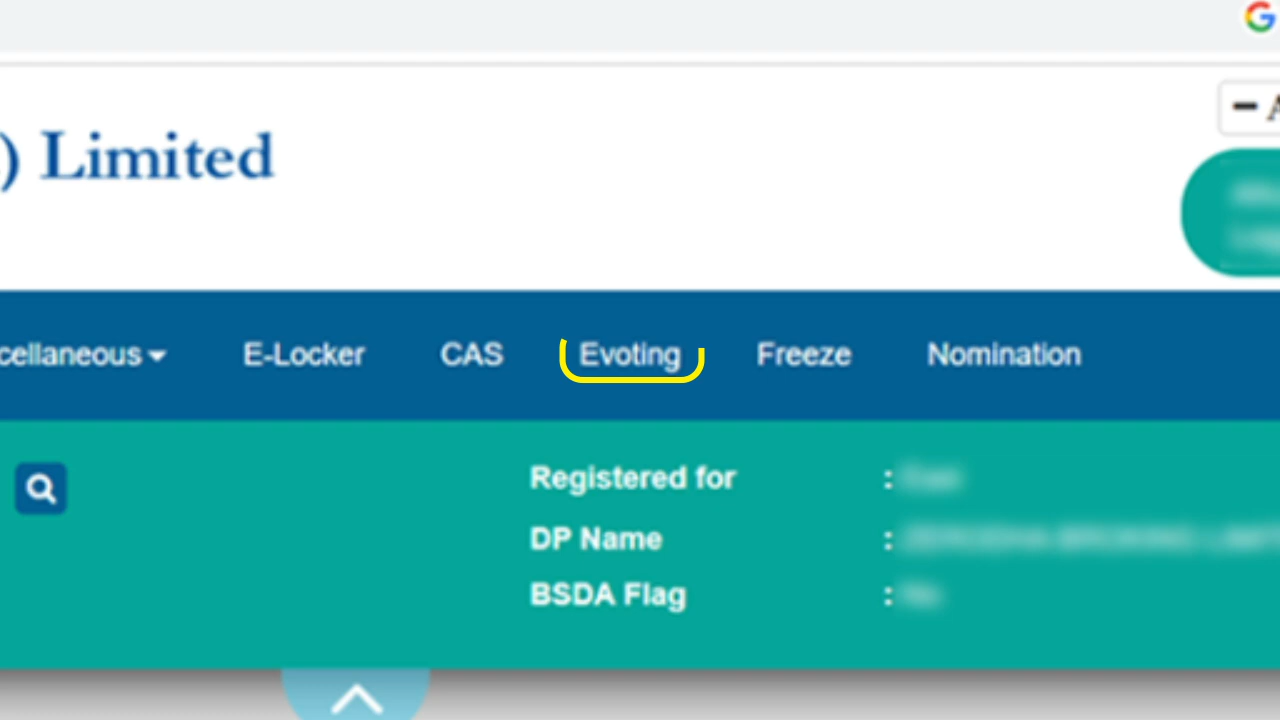 ) Limited
cellaneous E-Locker CAS Evoting Freeze Nomination
Registered for :
DP Name :
BSDA Flag :